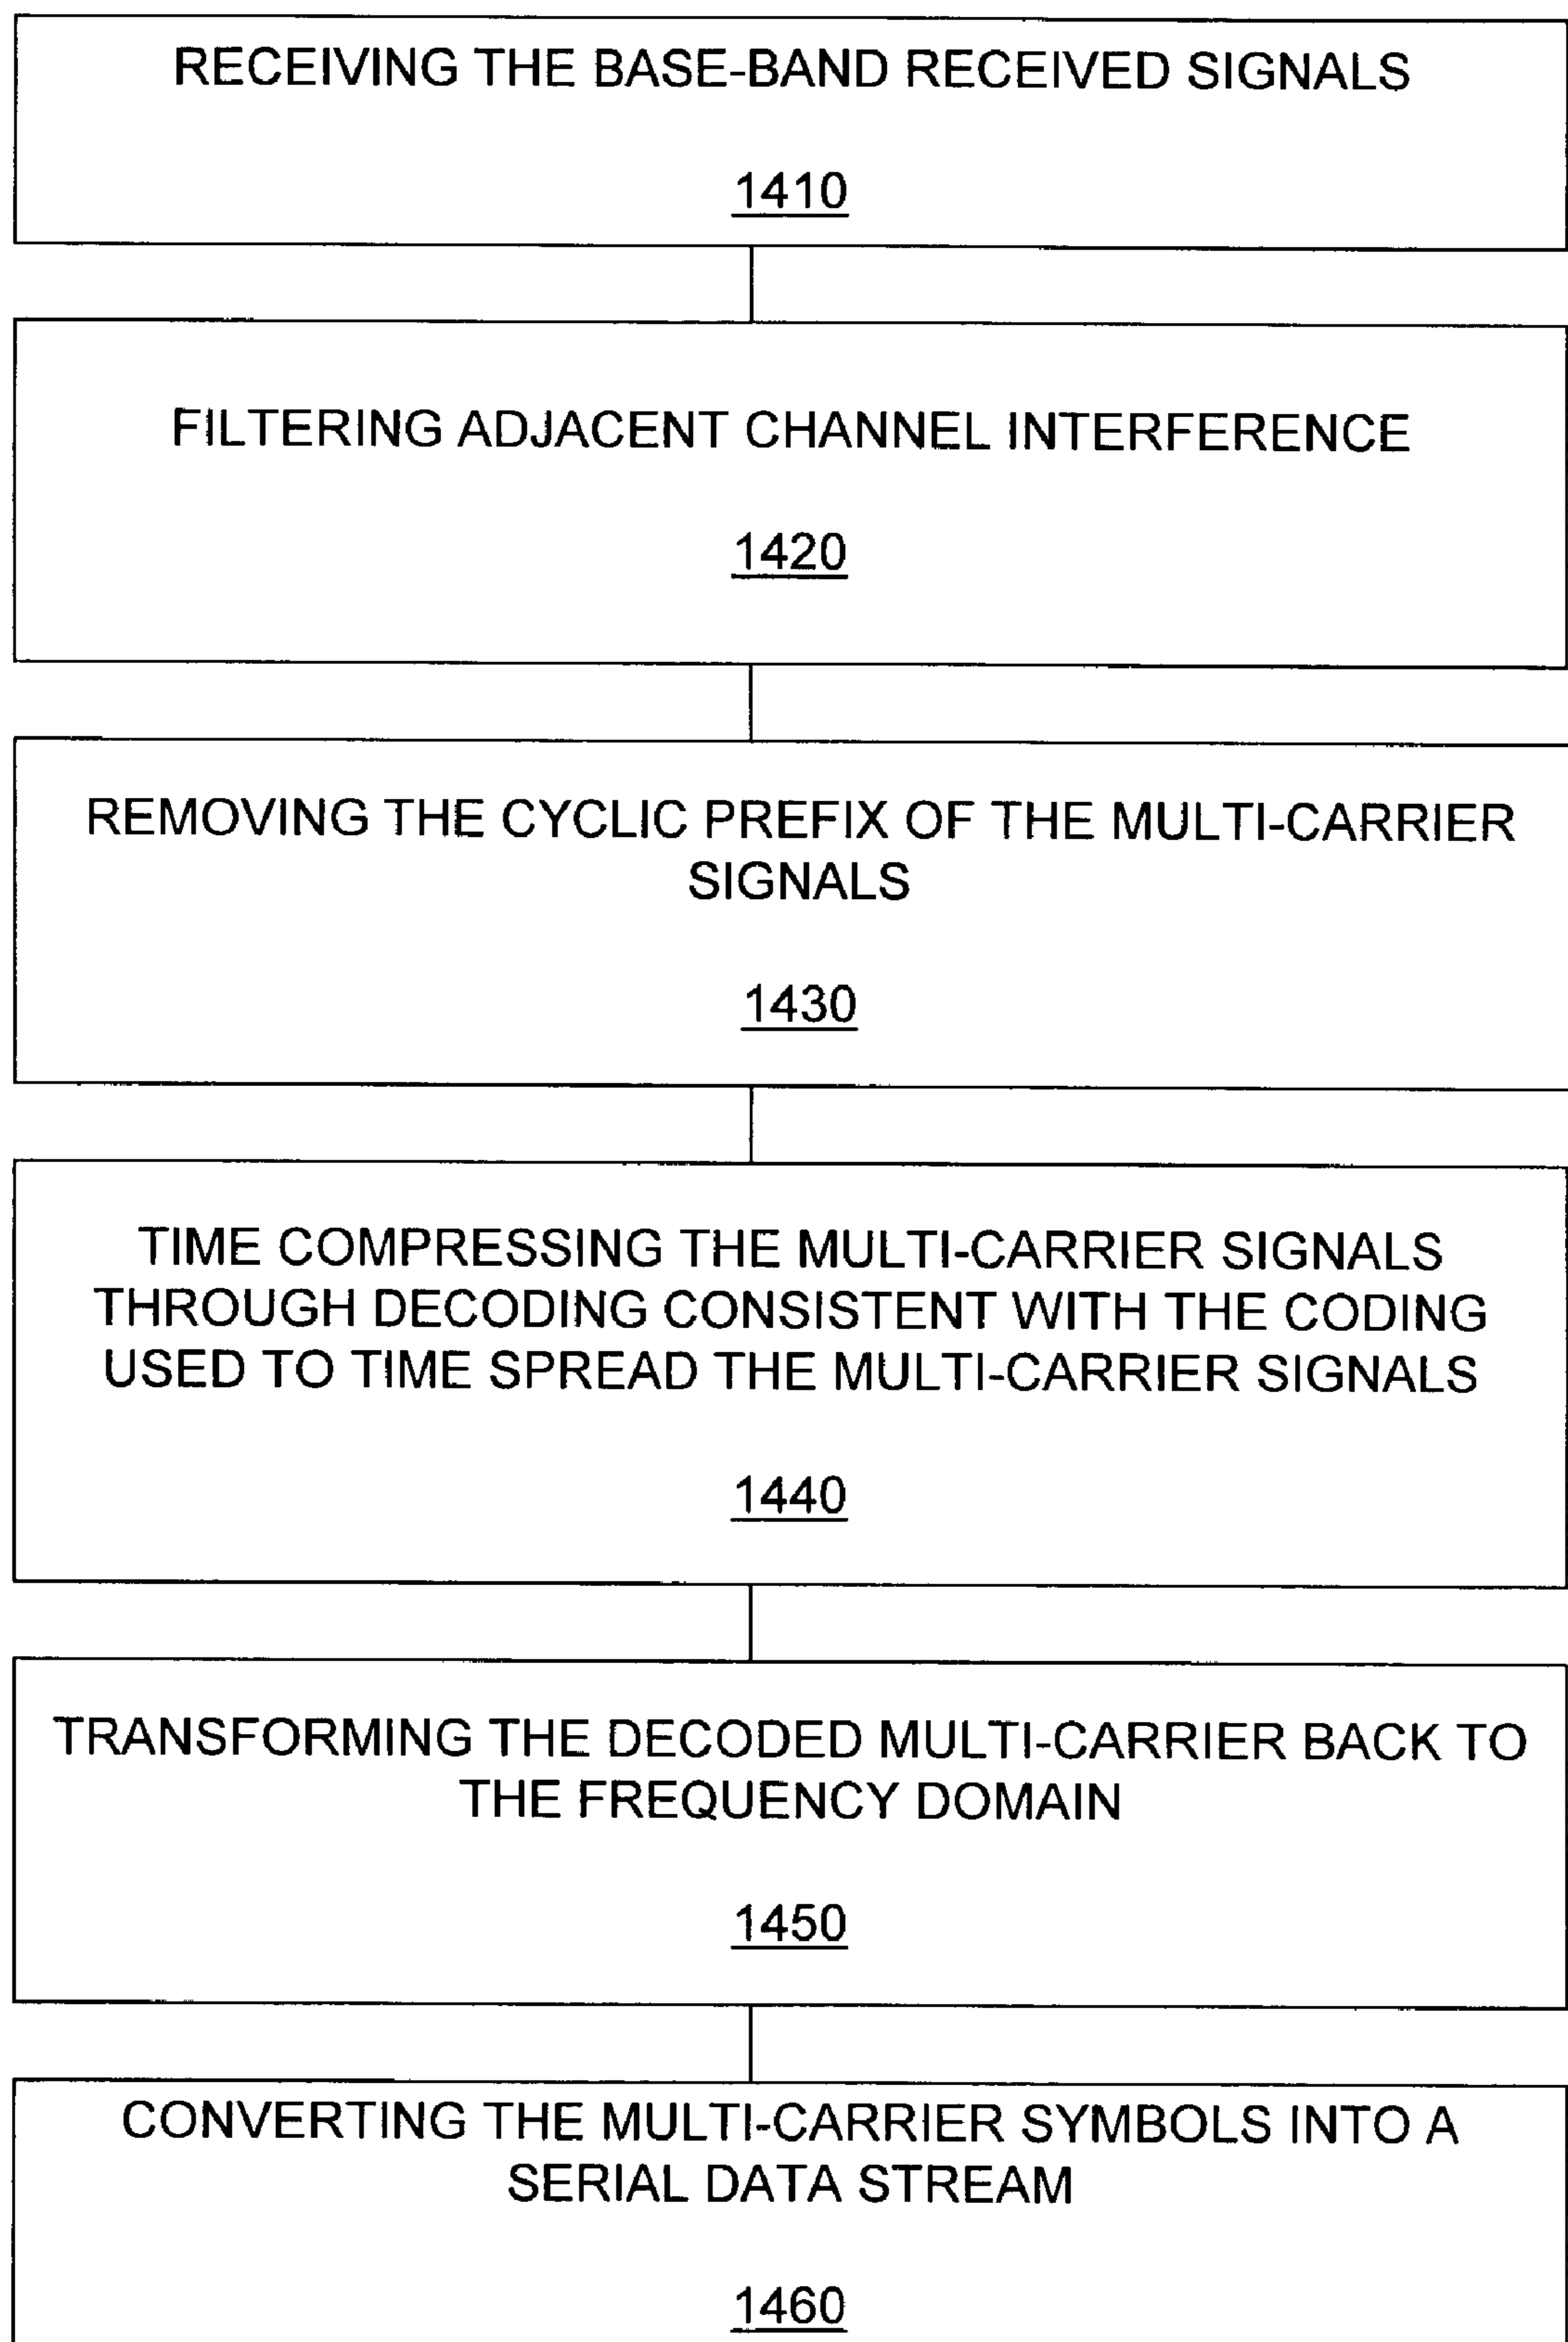 RECEIVING THE BASE-BAND RECEIVED SIGNALS
1410
FILTERING ADJACENT CHANNEL INTERFERENCE
1420
REMOVING THE CYCLIC PREFIX OF THE MULTI-CARRIER
SIGNALS
1430
TIME COMPRESSING THE MULTI-CARRIER SIGNALS
THROUGH DECODING CONSISTENT WITH THE CODING
USED TO TIME SPREAD THE MULTI-CARRIER SIGNALS
1440
TRANSFORMING THE DECODED MULTI-CARRIER BACK TO
THE FREQUENCY DOMAIN
1450
CONVERTING THE MULTI-CARRIER SYMBOLS INTO A
SERIAL DATA STREAM
1460